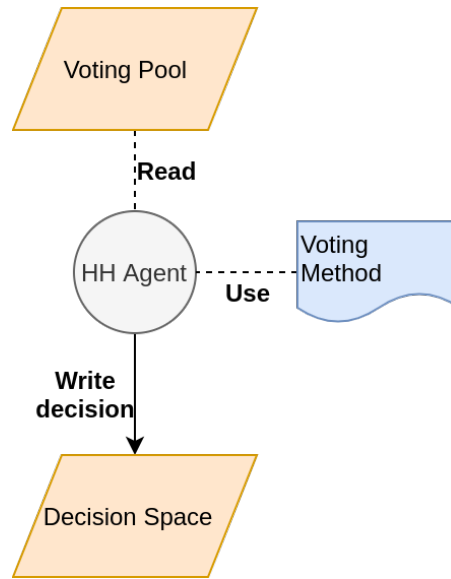 Voting Pool
Read
HH Agent
Voting
Method
Use
Write
decision
Decision Space